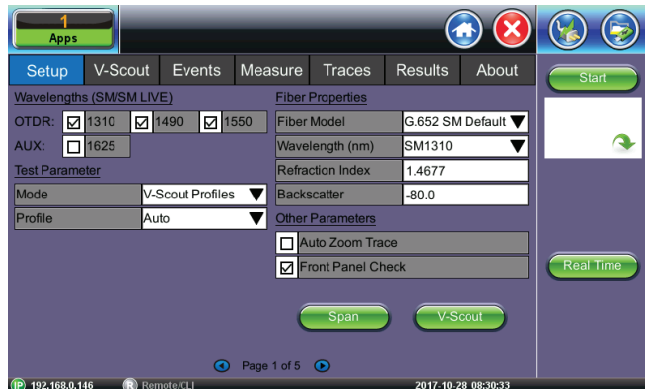 1
Apps
Setup V-Scout Events Measure Traces Results About
Start
Wavelengths (SM/SM LIVE)
OTDR: 1310 1490 1550
AUX: 1625
Test Parameter
Mode V-Scout Profiles
Profile Auto
Fiber Properties
Fiber Model G.652 SM Default
Wavelength (nm) SM1310
Refraction Index 1.4677
Backscatter -80.0
Other Parameters
Auto Zoom Trace
Front Panel Check
Real Time
Span V-Scout
Page 1 of 5
IP 192.168.0.146 R Remote/CLI 2017-10-28 08:30:33